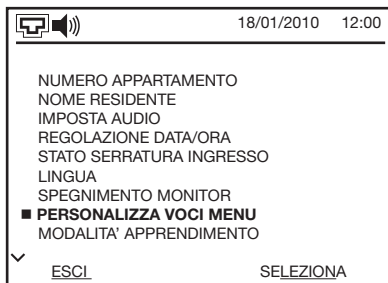 18/01/2010 12:00
NUMERO APPARTAMENTO
NOME RESIDENTE
IMPOSTA AUDIO
REGOLAZIONE DATA/ORA
STATO SERRATURA INGRESSO
LINGUA
SPEGNIMENTO MONITOR
■ PERSONALIZZA VOCI MENU
MODALITA' APPRENDIMENTO
ESCI SELEZIONA